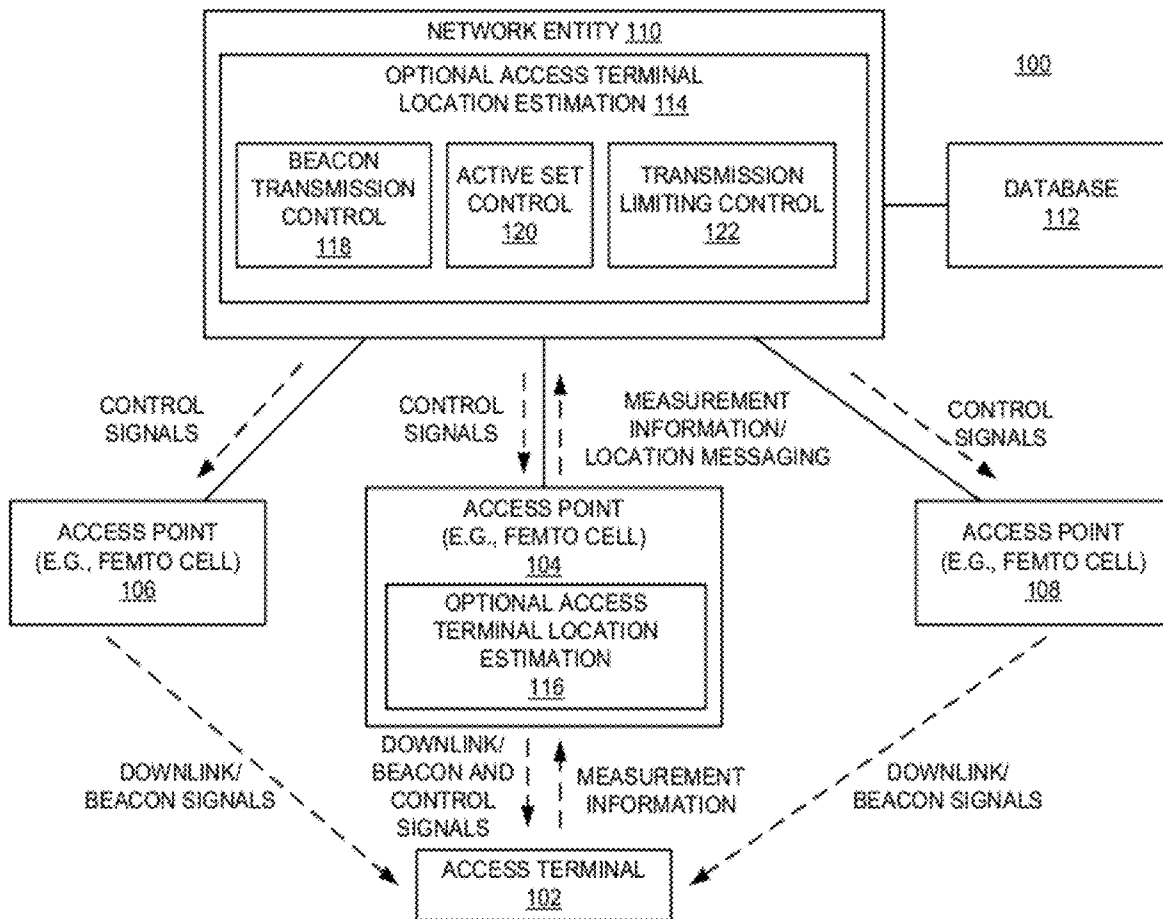 NETWORK ENTITY 110
100
OPTIONAL ACCESS TERMINAL
LOCATION ESTIMATION 114
BEACON
TRANSMISSION
CONTROL
118
ACTIVE SET
CONTROL
120
TRANSMISSION
LIMITING CONTROL
122
DATABASE
112
CONTROL
SIGNALS
CONTROL
SIGNALS
MEASUREMENT
INFORMATION/
LOCATION MESSAGING
CONTROL
SIGNALS
ACCESS POINT
(E.G., FEMTO CELL)
106
ACCESS POINT
(E.G., FEMTO CELL)
104
OPTIONAL ACCESS
TERMINAL LOCATION
ESTIMATION
116
ACCESS POINT
(E.G., FEMTO CELL)
108
DOWNLINK/
BEACON SIGNALS
DOWNLINK/
BEACON AND
CONTROL
SIGNALS
MEASUREMENT
INFORMATION
DOWNLINK/
BEACON SIGNALS
ACCESS TERMINAL
102